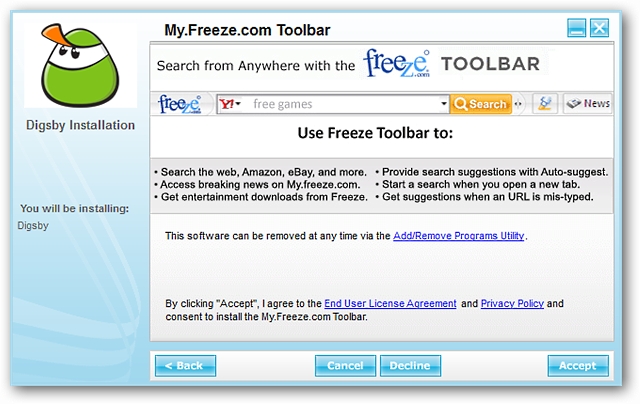 My.Freeze.com Toolbar
Search from Anywhere with the freeze.com TOOLBAR
freeze Y! free games Search News
Digsby Installation
Use Freeze Toolbar to:
• Search the web, Amazon, eBay, and more.
• Access breaking news on My.freeze.com.
• Get entertainment downloads from Freeze.
• Provide search suggestions with Auto-suggest.
• Start a search when you open a new tab.
• Get suggestions when an URL is mis-typed.
You will be installing:
Digsby
This software can be removed at any time via the Add/Remove Programs Utility.
By clicking "Accept", I agree to the End User License Agreement and Privacy Policy and
consent to install the My.Freeze.com Toolbar.
< Back Cancel Decline Accept